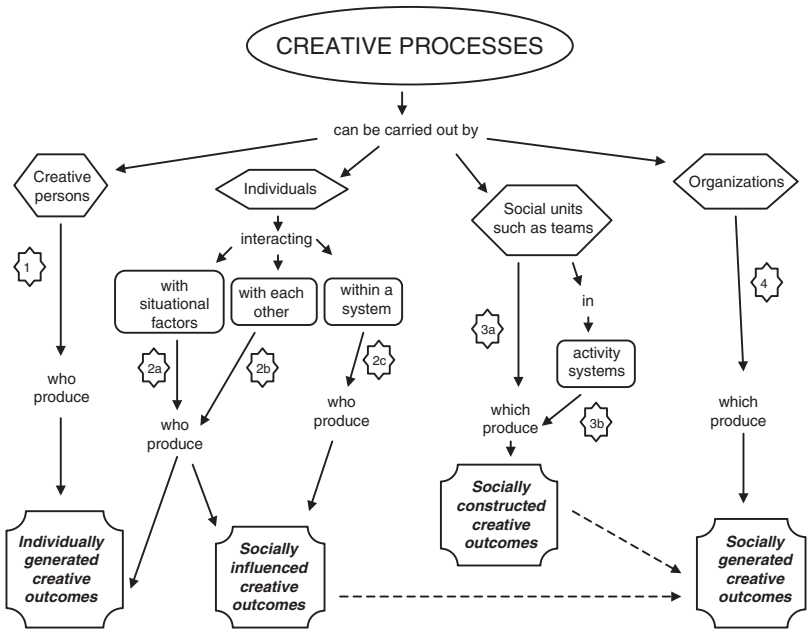 CREATIVE PROCESSES
can be carried out by
Creative
persons
Individuals
Social units
such as teams
Organizations
interacting
1
with
situational
factors
with each
other
within a
system
in
4
2a
2b
2c
3a
activity
systems
who
produce
who
produce
who
produce
which
produce
3b
which
produce
Individually
generated
creative
outcomes
Socially
influenced
creative
outcomes
Socially
constructed
creative
outcomes
Socially
generated
creative
outcomes